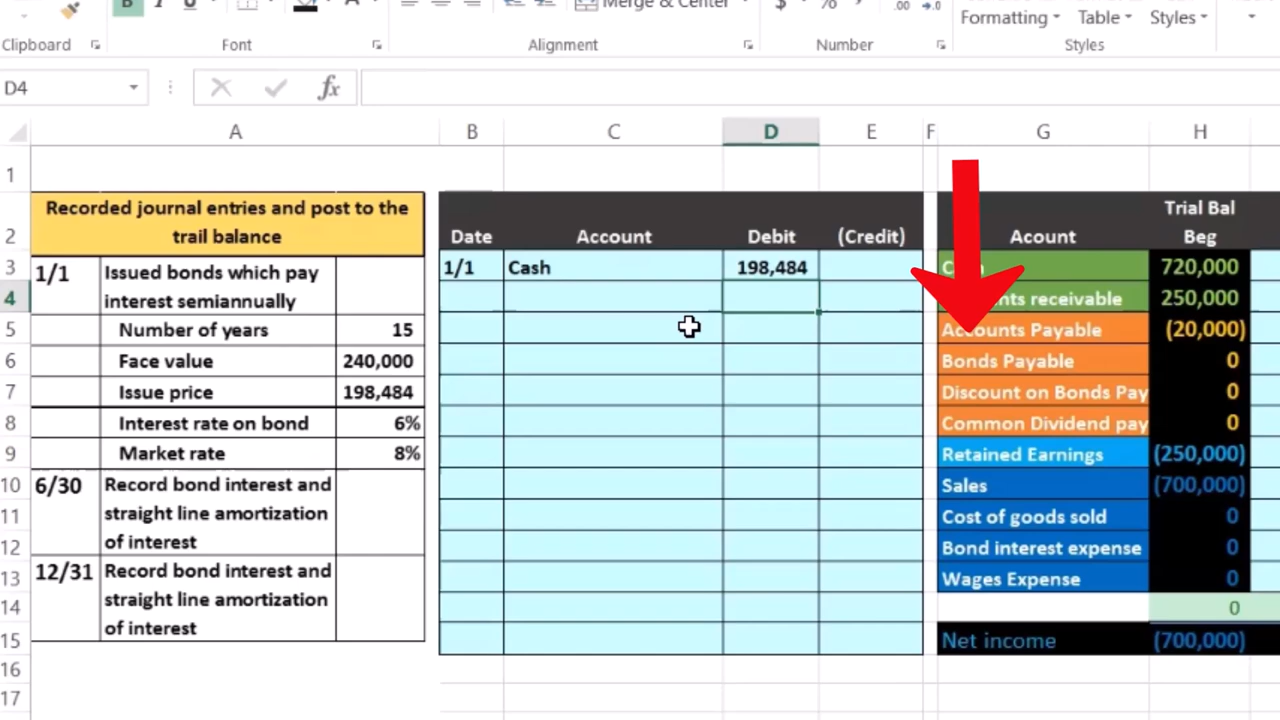 B I U A Merge & Center $ % .00 .0
Formatting Table Styles
Clipboard Font Alignment Number Styles
D4 fx
A B C D E F G H
1
2 Recorded journal entries and post to the
trail balance
Date Account Debit (Credit) Acount Trial Bal
Beg
3 1/1 Issued bonds which pay
interest semiannually
1/1 Cash 198,484 720,000
4 receivable 250,000
5 Number of years 15 Accounts Payable (20,000)
6 Face value 240,000 Bonds Payable 0
7 Issue price 198,484 Discount on Bonds Pay 0
8 Interest rate on bond 6% Common Dividend pay 0
9 Market rate 8% Retained Earnings (250,000)
10 6/30 Record bond interest and Sales (700,000)
11 straight line amortization Cost of goods sold 0
12 of interest Bond interest expense 0
13 12/31 Record bond interest and Wages Expense 0
14 straight line amortization 0
15 of interest Net income (700,000)
16
17